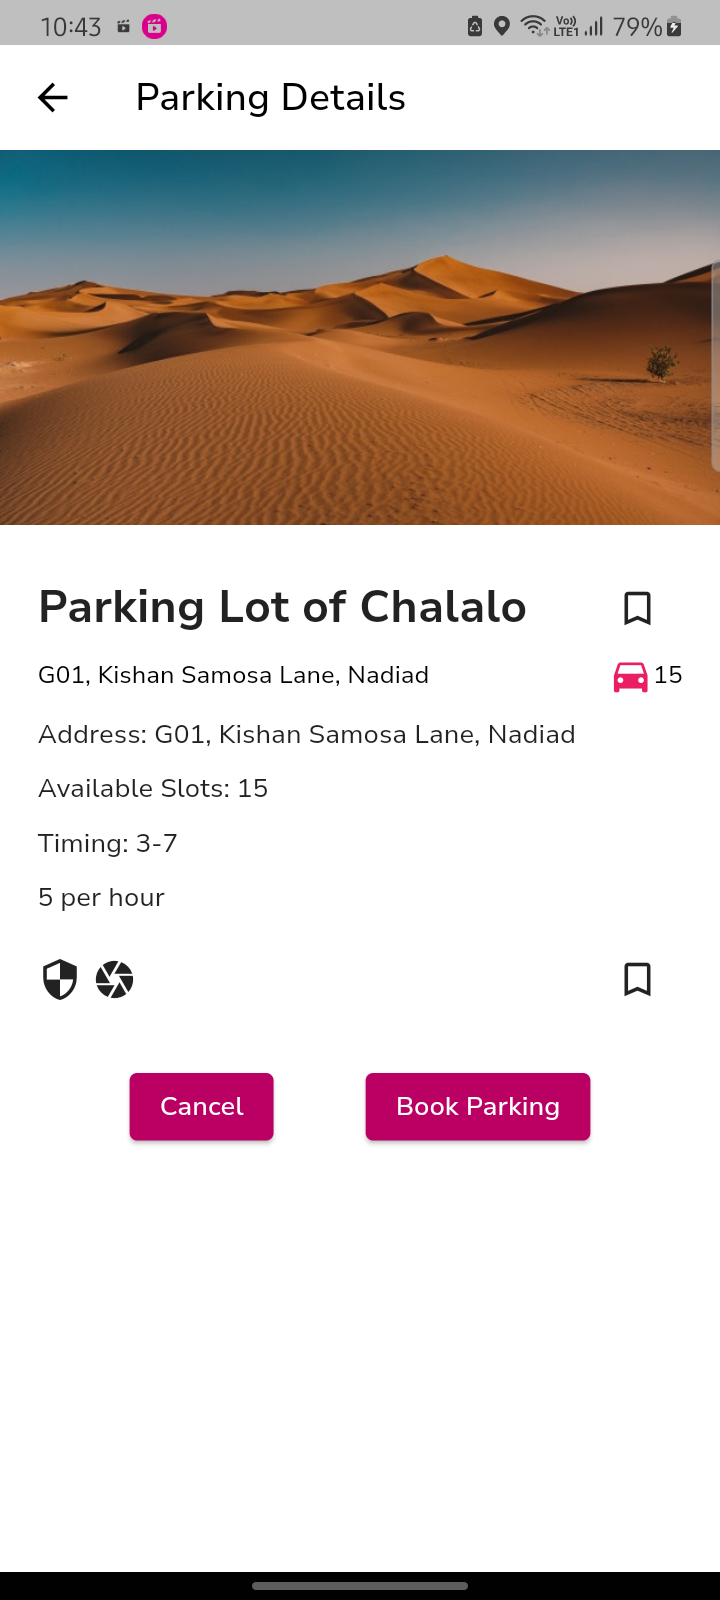 10:43
Vo))
LTE1
79%
Parking Details
Parking Lot of Chalalo
G01, Kishan Samosa Lane, Nadiad
15
Address: G01, Kishan Samosa Lane, Nadiad
Available Slots: 15
Timing: 3-7
5 per hour
Cancel
Book Parking